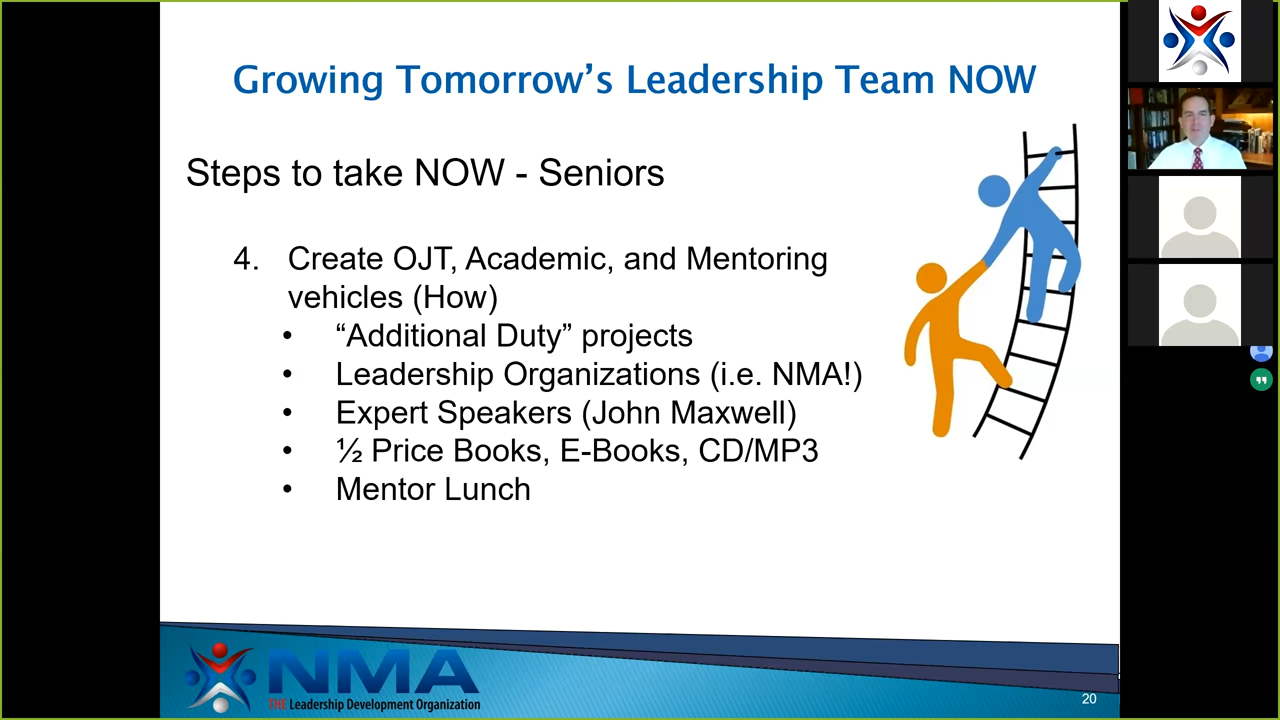 Growing Tomorrow’s Leadership Team NOW
Steps to take NOW - Seniors
4. Create OJT, Academic, and Mentoring
vehicles (How)
• “Additional Duty” projects
• Leadership Organizations (i.e. NMA!)
• Expert Speakers (John Maxwell)
• ½ Price Books, E-Books, CD/MP3
• Mentor Lunch
NMA
THE Leadership Development Organization
20